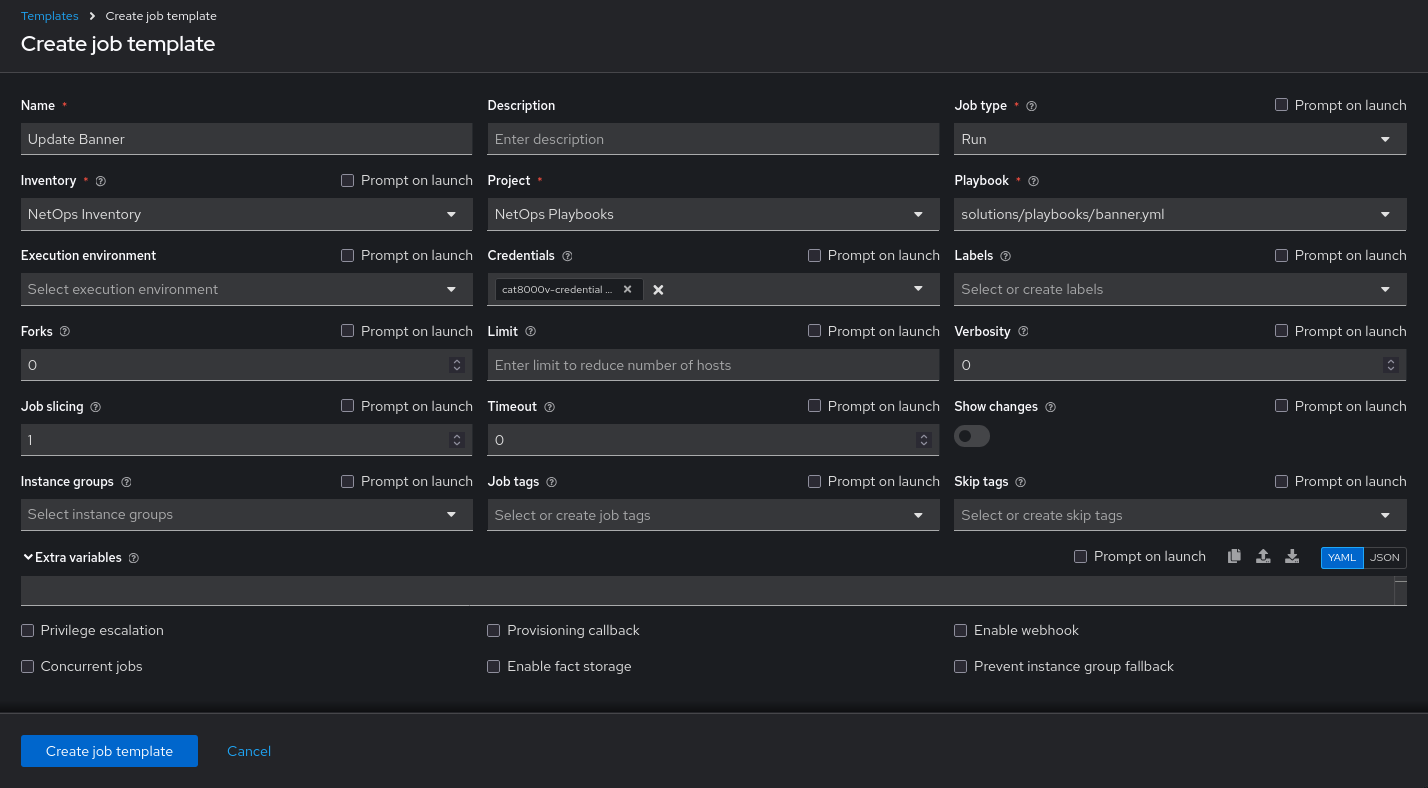 Templates > Create job template
Create job template
Name * Description Job type * Prompt on launch
Update Banner Enter description Run
Inventory * Prompt on launch Project * Playbook *
NetOps Inventory NetOps Playbooks solutions/playbooks/banner.yml
Execution environment Prompt on launch Credentials Prompt on launch Labels Prompt on launch
Select execution environment cat8000v-credential ... Select or create labels
Forks Prompt on launch Limit Prompt on launch Verbosity Prompt on launch
0 Enter limit to reduce number of hosts 0
Job slicing Prompt on launch Timeout Prompt on launch Show changes Prompt on launch
1 0
Instance groups Prompt on launch Job tags Prompt on launch Skip tags Prompt on launch
Select instance groups Select or create job tags Select or create skip tags
Extra variables Prompt on launch YAML JSON
Privilege escalation Provisioning callback Enable webhook
Concurrent jobs Enable fact storage Prevent instance group fallback
Create job template Cancel